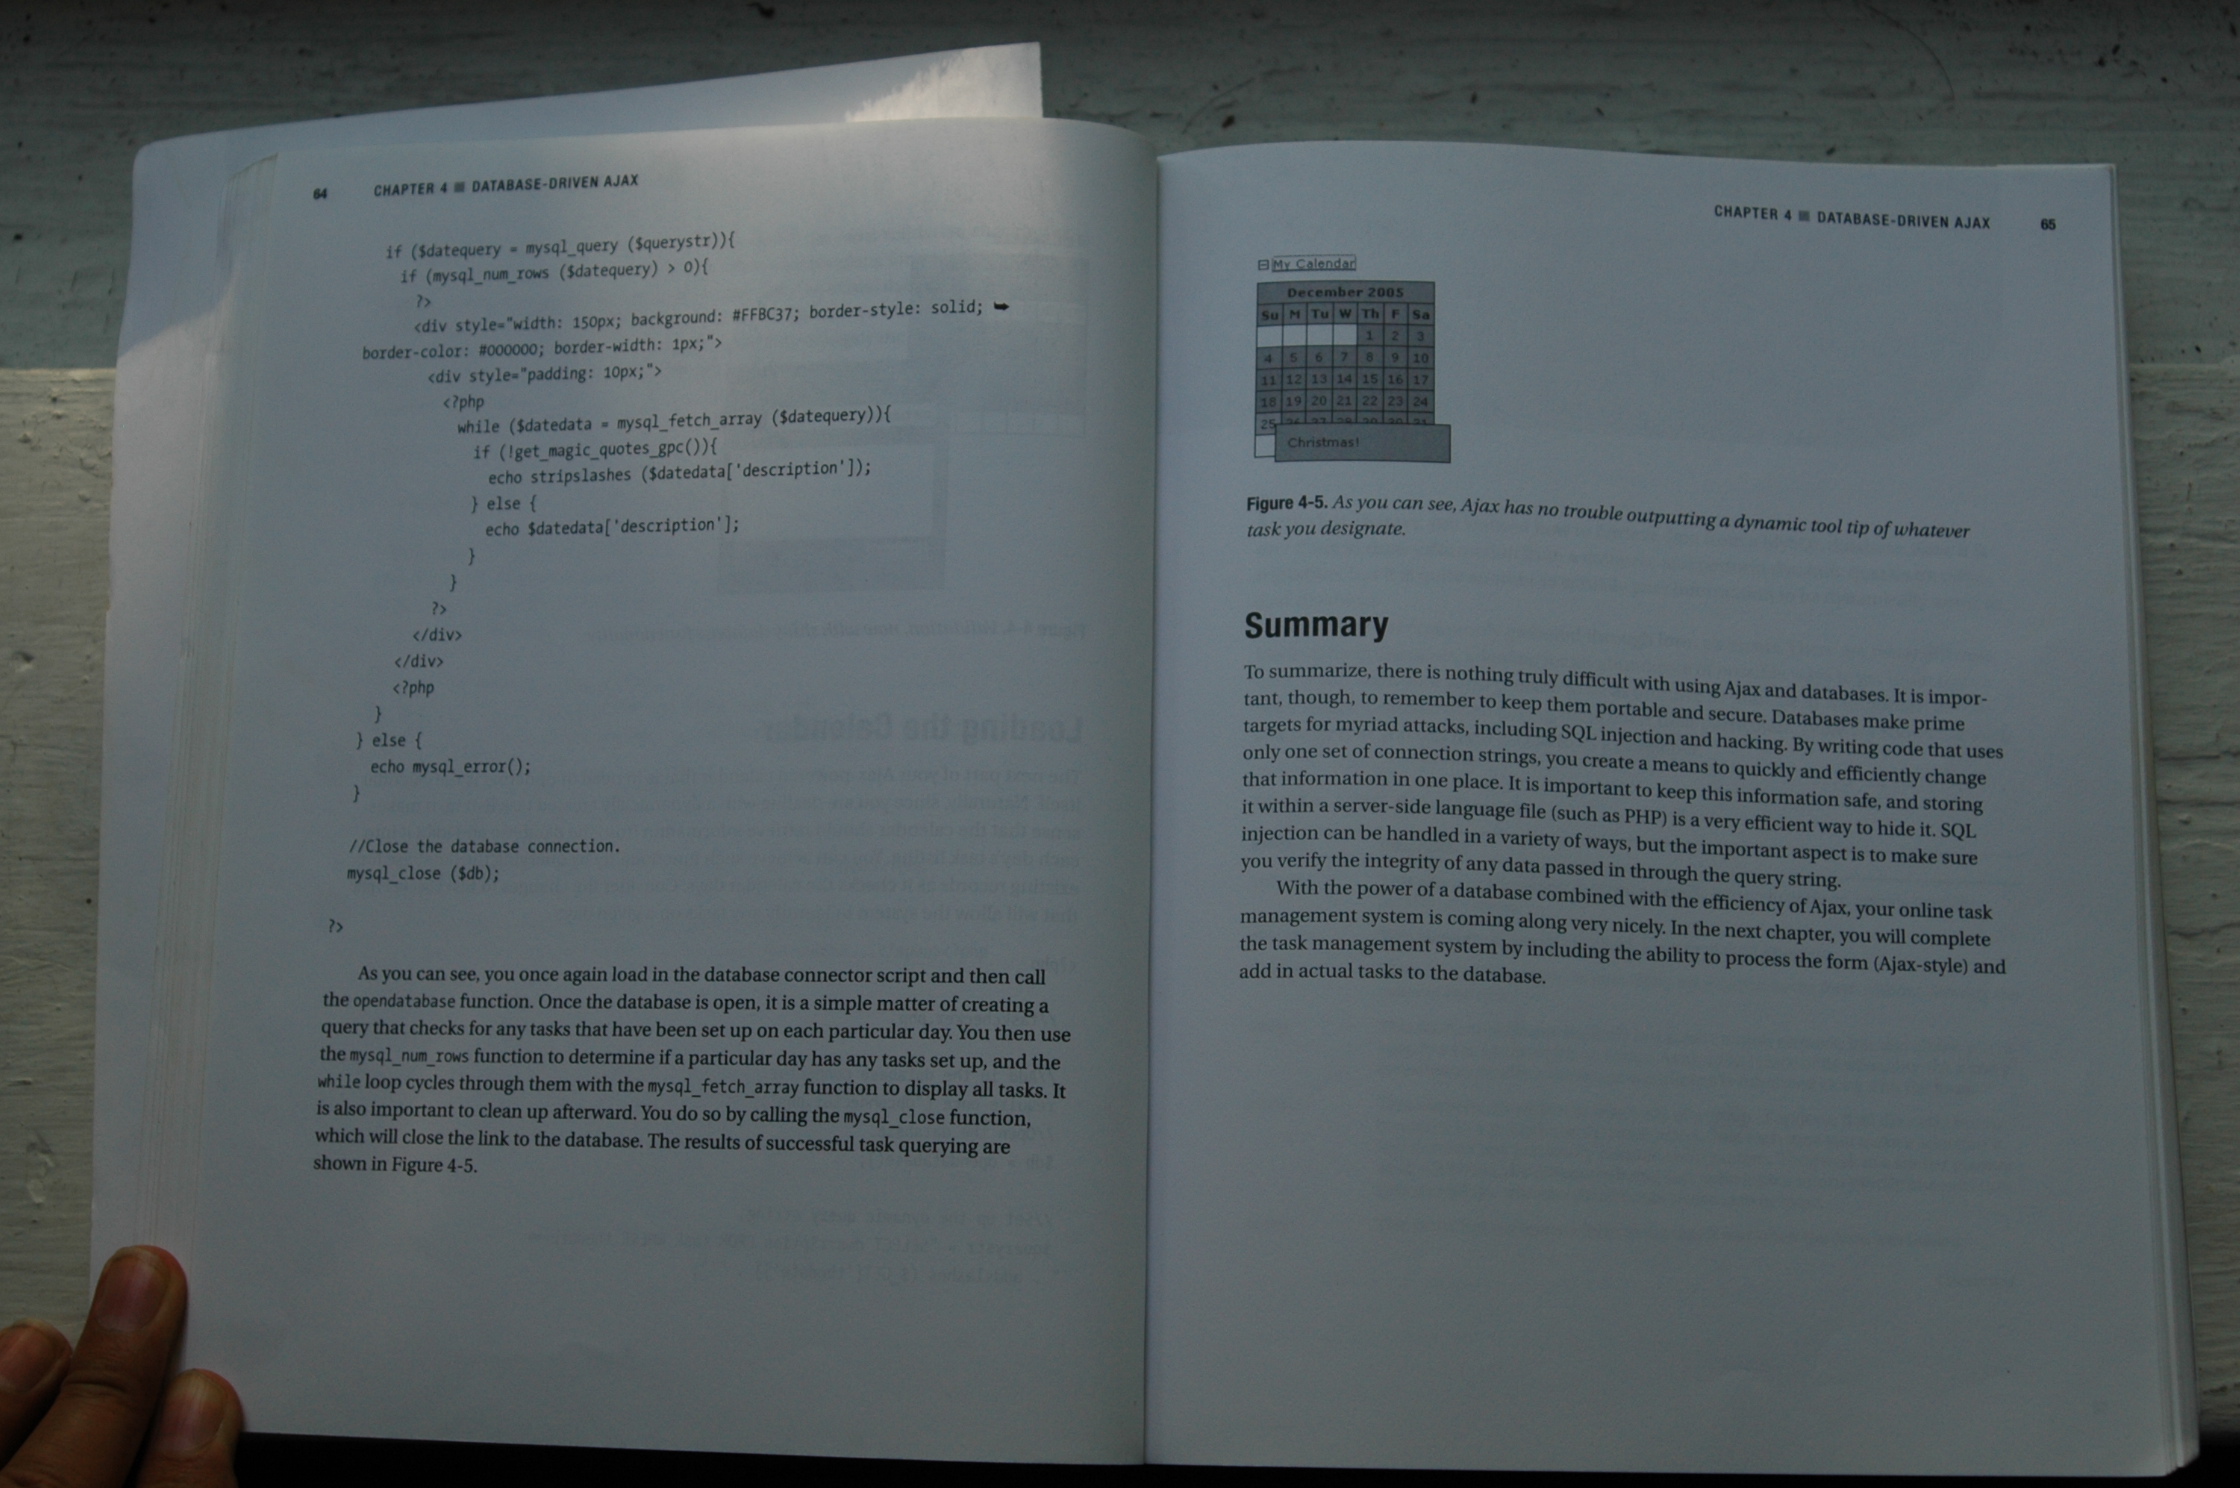 64 CHAPTER 4 ■ DATABASE-DRIVEN AJAX
if ($datequery = mysql_query ($querystr)){
if (mysql_num_rows ($datequery) > 0){
?>
<div style="width: 150px; background: #FFBC37; border-style: solid; ➥
border-color: #000000; border-width: 1px;">
<div style="padding: 10px;">
<?php
while ($datedata = mysql_fetch_array ($datequery)){
if (!get_magic_quotes_gpc()){
echo stripslashes ($datedata['description']);
} else {
echo $datedata['description'];
}
}
?>
</div>
</div>
<?php
}
} else {
echo mysql_error();
}
//Close the database connection.
mysql_close ($db);
?>
As you can see, you once again load in the database connector script and then call
the opendatabase function. Once the database is open, it is a simple matter of creating a
query that checks for any tasks that have been set up on each particular day. You then use
the mysql_num_rows function to determine if a particular day has any tasks set up, and the
while loop cycles through them with the mysql_fetch_array function to display all tasks. It
is also important to clean up afterward. You do so by calling the mysql_close function,
which will close the link to the database. The results of successful task querying are
shown in Figure 4-5.
CHAPTER 4 ■ DATABASE-DRIVEN AJAX 65
My Calendar
December 2005
Su M Tu W Th F Sa
1 2 3
4 5 6 7 8 9 10
11 12 13 14 15 16 17
18 19 20 21 22 23 24
25
Christmas!
Figure 4-5. As you can see, Ajax has no trouble outputting a dynamic tool tip of whatever
task you designate.
Summary
To summarize, there is nothing truly difficult with using Ajax and databases. It is impor-
tant, though, to remember to keep them portable and secure. Databases make prime
targets for myriad attacks, including SQL injection and hacking. By writing code that uses
only one set of connection strings, you create a means to quickly and efficiently change
that information in one place. It is important to keep this information safe, and storing
it within a server-side language file (such as PHP) is a very efficient way to hide it. SQL
injection can be handled in a variety of ways, but the important aspect is to make sure
you verify the integrity of any data passed in through the query string.
With the power of a database combined with the efficiency of Ajax, your online task
management system is coming along very nicely. In the next chapter, you will complete
the task management system by including the ability to process the form (Ajax-style) and
add in actual tasks to the database.